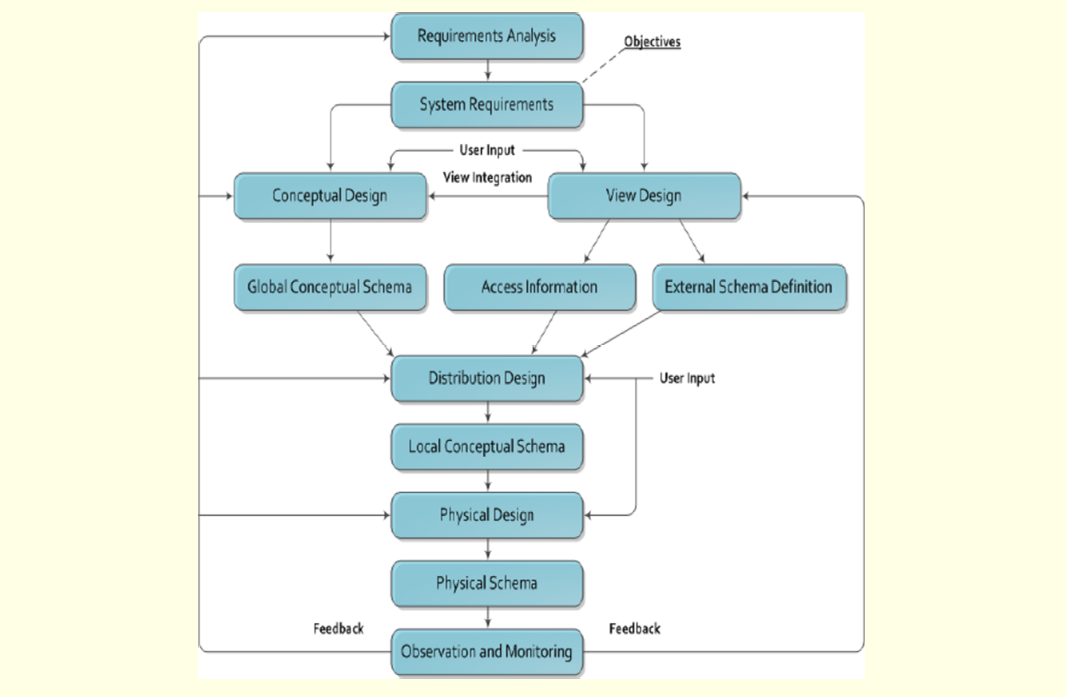 Requirements Analysis
Objectives
System Requirements
User Input
View Integration
Conceptual Design
View Design
Global Conceptual Schema
Access Information
External Schema Definition
Distribution Design
User Input
Local Conceptual Schema
Physical Design
Physical Schema
Feedback
Feedback
Observation and Monitoring